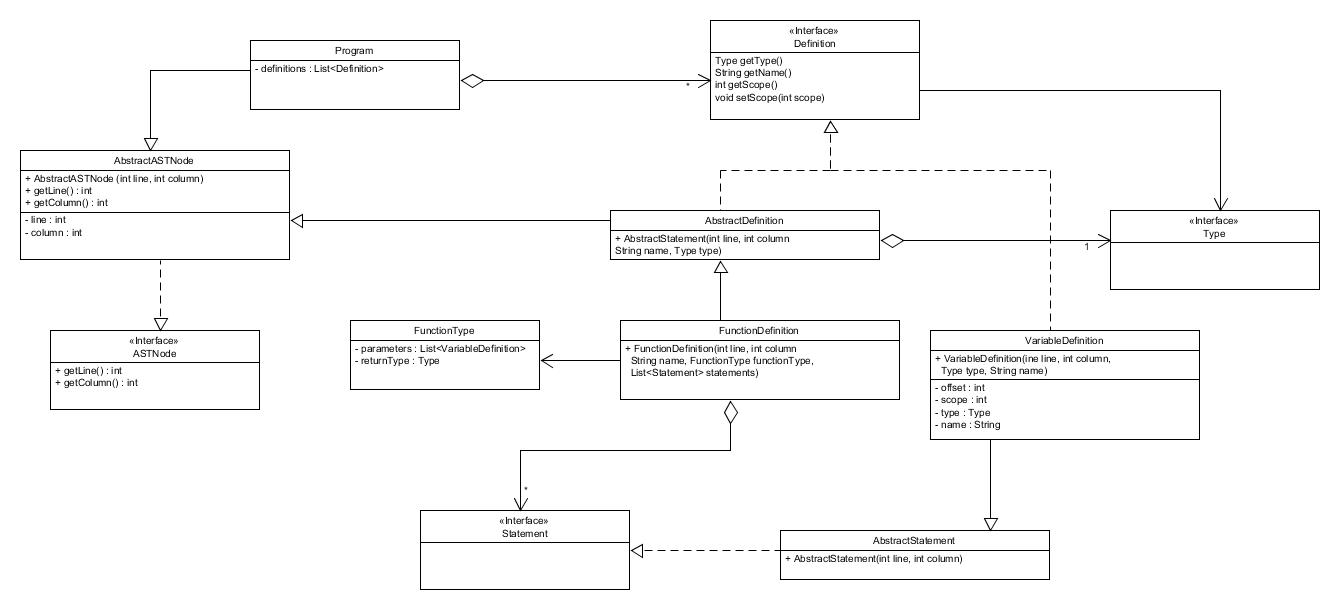 «Interface»
Definition
Type getType()
String getName()
int getScope()
void setScope(int scope)
Program
- definitions : List<Definition>
*
AbstractASTNode
+ AbstractASTNode (int line, int column)
+ getLine() : int
+ getColumn() : int
- line : int
- column : int
AbstractDefinition
+ AbstractStatement(int line, int column
String name, Type type)
1
«Interface»
Type
«Interface»
ASTNode
+ getLine() : int
+ getColumn() : int
FunctionType
- parameters : List<VariableDefinition>
- returnType : Type
FunctionDefinition
+ FunctionDefinition(int line, int column
String name, FunctionType functionType,
List<Statement> statements)
VariableDefinition
+ VariableDefinition(ine line, int column,
Type type, String name)
- offset : int
- scope : int
- type : Type
- name : String
*
«Interface»
Statement
AbstractStatement
+ AbstractStatement(int line, int column)